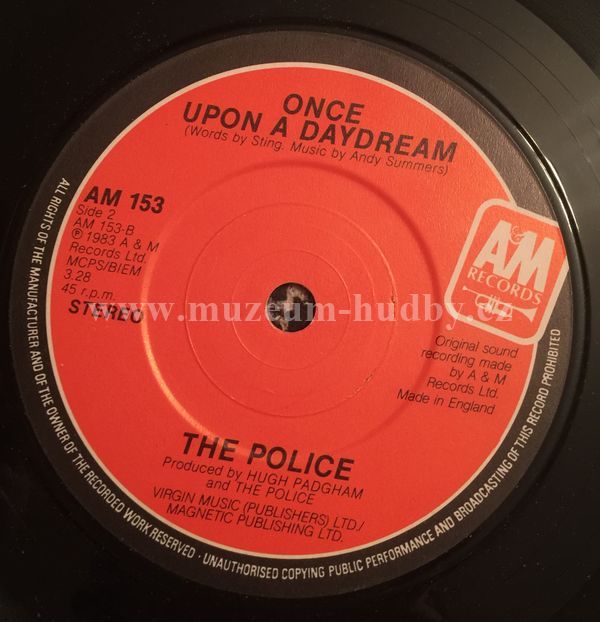 ONCE
UPON A DAYDREAM
(Words by Sting. Music by Andy Summers)
AM 153
Side 2
AM 153-B
℗ 1983 A & M
Records Ltd.
MCPS/BIEM
3.28
45 r.p.m.
STEREO
A&M
RECORDS
www.muzeum-hudby.cz
Original sound
recording made
by A & M
Records Ltd.
Made in England
THE POLICE
Produced by HUGH PADGHAM
and THE POLICE
VIRGIN MUSIC (PUBLISHERS) LTD./
MAGNETIC PUBLISHING LTD.
ALL RIGHTS OF THE MANUFACTURER AND OF THE OWNER OF THE RECORDED WORK RESERVED · UNAUTHORISED COPYING PUBLIC PERFORMANCE AND BROADCASTING OF THIS RECORD PROHIBITED